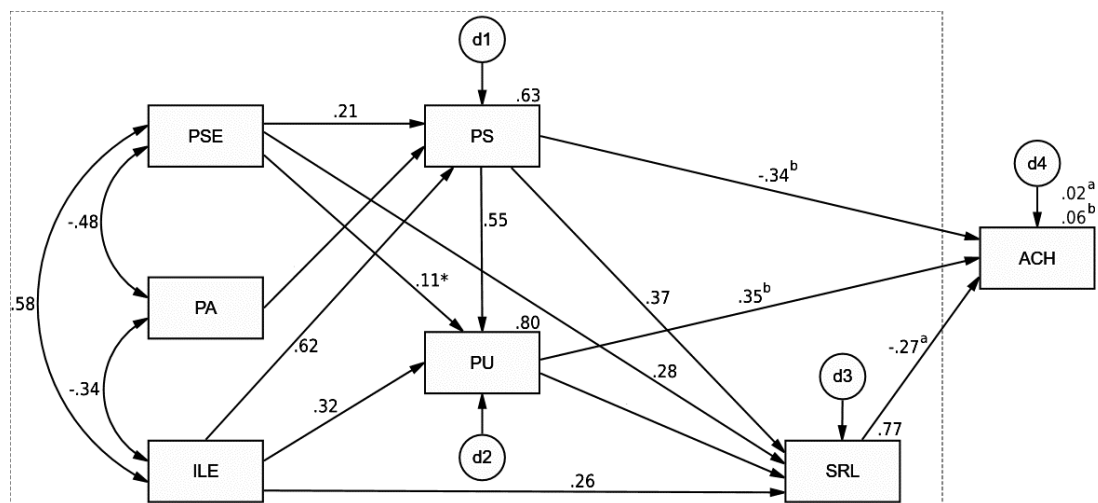 d1
.63
PSE
.21
PS
d4
-.34b
.02a
.06b
-.48
.55
ACH
.58
PA
.11*
.35b
.37
.80
-.27a
.62
PU
-.34
.32
.28
d3
.77
ILE
d2
.26
SRL